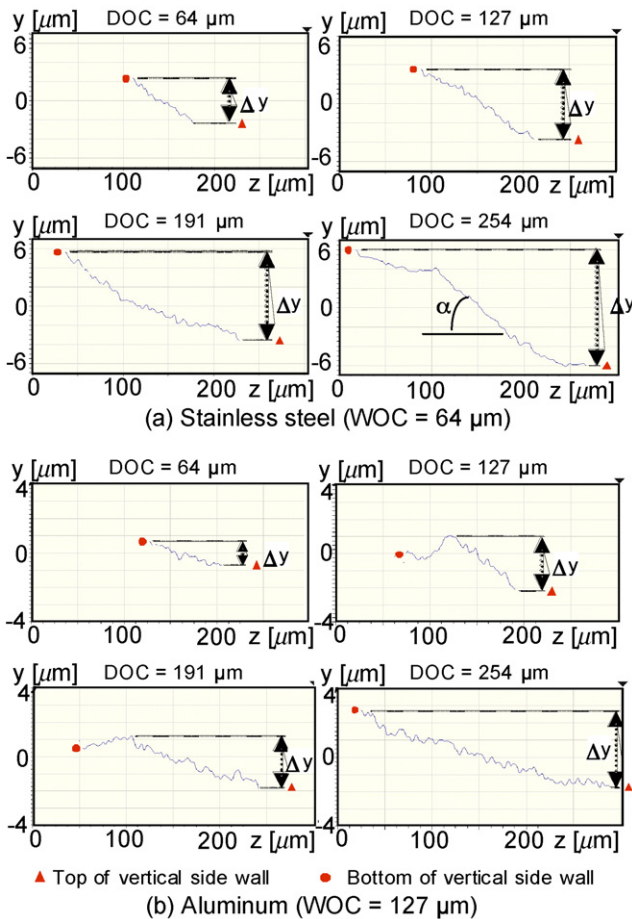 y [μm] DOC = 64 μm
6
0
-6
Δy
0 100 200 z [μm]
y [μm] DOC = 127 μm
6
0
-6
Δy
0 100 200 z [μm]
y [μm] DOC = 191 μm
6
0
-6
Δy
0 100 200 z [μm]
DOC = 254 μm
y [μm]
6
0
-6
α
Δy
0 100 200 z [μm]
(a) Stainless steel (WOC = 64 μm)
y [μm] DOC = 64 μm
4
0
-4
Δy
0 100 200 z [μm]
y [μm] DOC = 127 μm
4
0
-4
Δy
0 100 200 z [μm]
y [μm] DOC = 191 μm
4
0
-4
Δy
0 100 200 z [μm]
y [μm] DOC = 254 μm
4
0
-4
Δy
0 100 200 z [μm]
▲ Top of vertical side wall ● Bottom of vertical side wall
(b) Aluminum (WOC = 127 μm)